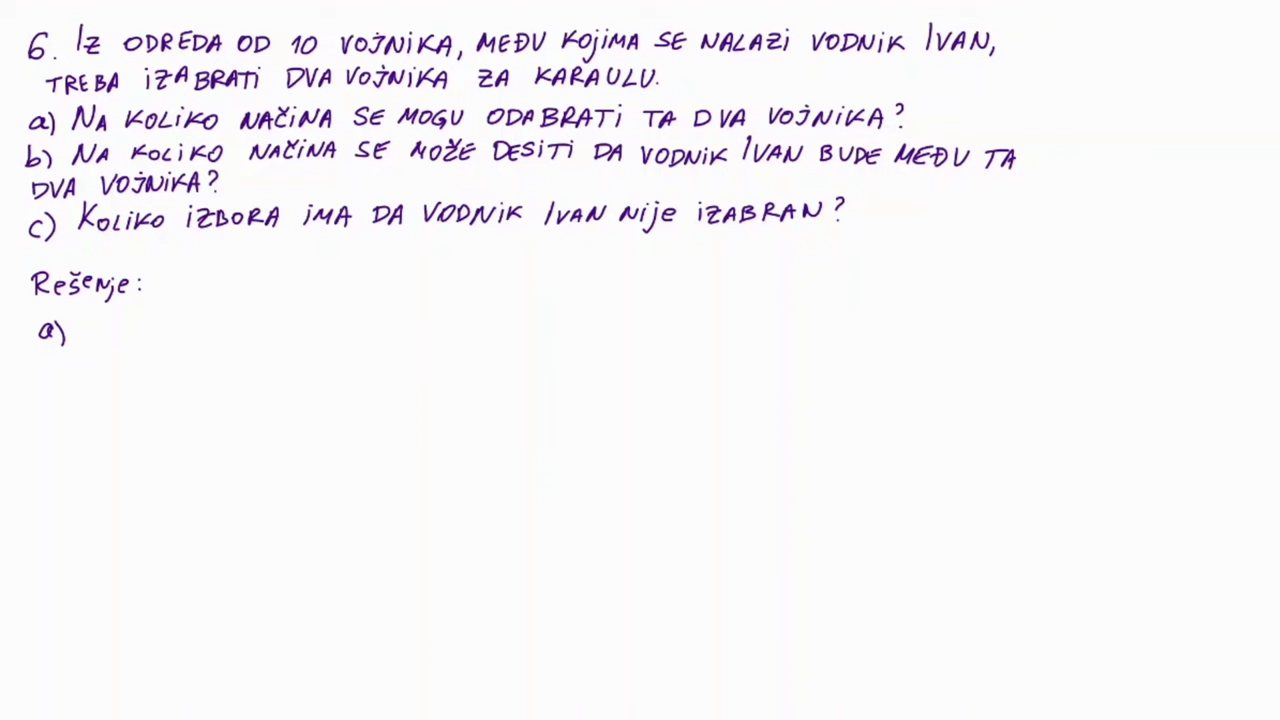 6. Iz ODREDA OD 10 VOJNIKA, MEĐU KOJIMA SE NALAZI VODNIK IVAN,
TREBA IZABRATI DVA VOJNIKA ZA KARAULU.
a) NA KOLIKO NAČINA SE MOGU ODABRATI TA DVA VOJNIKA?
b) NA KOLIKO NAČINA SE MOŽE DESITI DA VODNIK IVAN BUDE MEĐU TA
DVA VOJNIKA?
c) KOLIKO IZBORA IMA DA VODNIK IVAN NIJE IZABRAN?
Rešenje:
a)